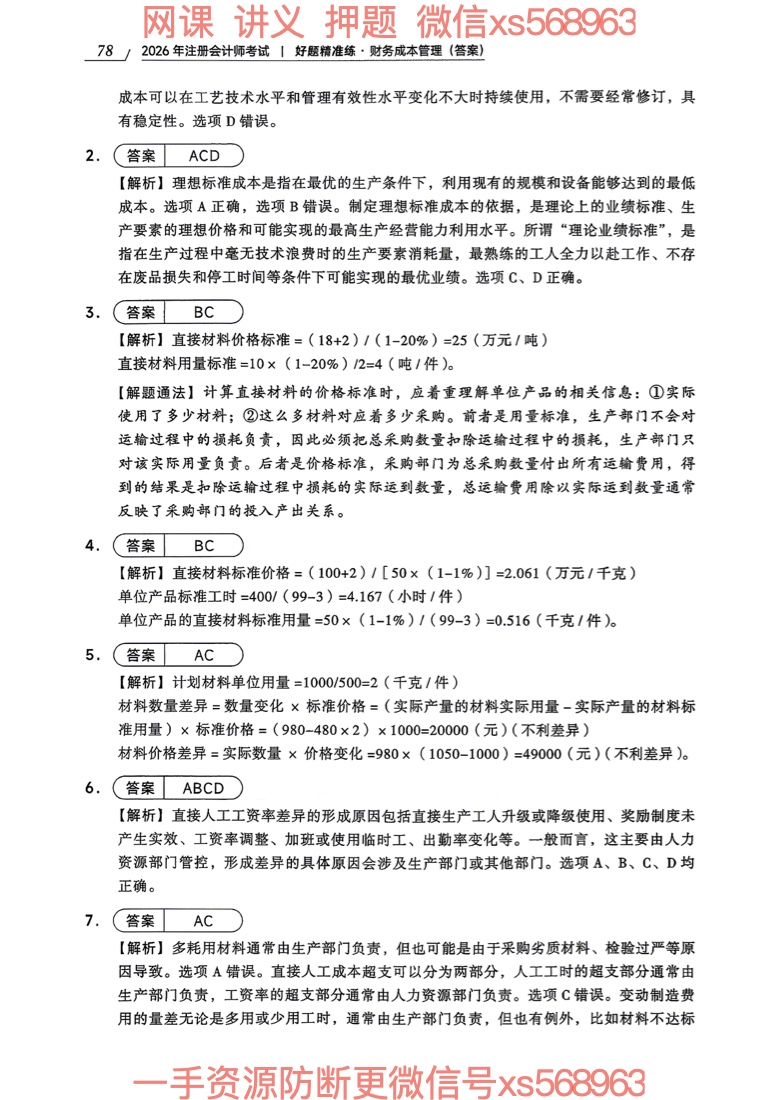 网课 讲义 押题 微信xs568963
78 / 2026年注册会计师考试 | 好题精准练·财务成本管理（答案）
成本可以在工艺技术水平和管理有效性水平变化不大时持续使用，不需要经常修订，具
有稳定性。选项D错误。
2. 答案 ACD
【解析】理想标准成本是指在最优的生产条件下，利用现有的规模和设备能够达到的最低
成本。选项A正确，选项B错误。制定理想标准成本的依据，是理论上的业绩标准、生
产要素的理想价格和可能实现的最高生产经营能力利用水平。所谓“理论业绩标准”，是
指在生产过程中毫无技术浪费时的生产要素消耗量，最熟练的工人全力以赴工作、不存
在废品损失和停工时间等条件下可能实现的最优业绩。选项C、D正确。
3. 答案 BC
【解析】直接材料价格标准=（18+2）/（1-20%）=25（万元/吨）
直接材料用量标准=10×（1-20%）/2=4（吨/件）。
【解题通法】计算直接材料的价格标准时，应着重理解单位产品的相关信息：①实际
使用了多少材料；②这么多材料对应着多少采购。前者是用量标准，生产部门不会对
运输过程中的损耗负责，因此必须把总采购数量扣除运输过程中的损耗，生产部门只
对该实际用量负责。后者是价格标准，采购部门为总采购数量付出所有运输费用，得
到的结果是扣除运输过程中损耗的实际运到数量，总运输费用除以实际运到数量通常
反映了采购部门的投入产出关系。
4. 答案 BC
【解析】直接材料标准价格=（100+2）/［50×（1-1%）］=2.061（万元/千克）
单位产品标准工时=400/（99-3）=4.167（小时/件）
单位产品的直接材料标准用量=50×（1-1%）/（99-3）=0.516（千克/件）。
5. 答案 AC
【解析】计划材料单位用量=1000/500=2（千克/件）
材料数量差异=数量变化×标准价格=（实际产量的材料实际用量-实际产量的材料标
准用量）×标准价格=（980-480×2）×1000=20000（元）（不利差异）
材料价格差异=实际数量×价格变化=980×（1050-1000）=49000（元）（不利差异）。
6. 答案 ABCD
【解析】直接人工工资率差异的形成原因包括直接生产工人升级或降级使用、奖励制度未
产生实效、工资率调整、加班或使用临时工、出勤率变化等。一般而言，这主要由人力
资源部门管控，形成差异的具体原因会涉及生产部门或其他部门。选项A、B、C、D均
正确。
7. 答案 AC
【解析】多耗用材料通常由生产部门负责，但也可能是由于采购劣质材料、检验过严等原
因导致。选项A错误。直接人工成本超支可以分为两部分，人工工时的超支部分通常由
生产部门负责，工资率的超支部分通常由人力资源部门负责。选项C错误。变动制造费
用的量差无论是多用或少用工时，通常由生产部门负责，但也有例外，比如材料不达标
一手资源防断更微信号xs568963